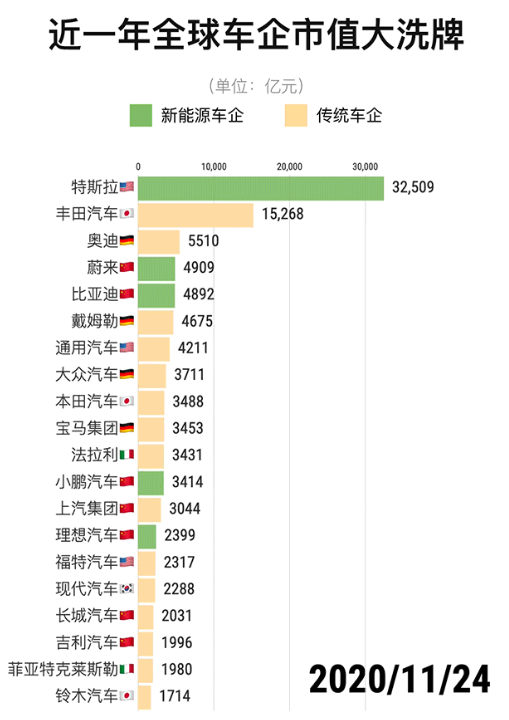 近一年全球车企市值大洗牌
（单位：亿元）
新能源车企 传统车企
0 10,000 20,000 30,000
特斯拉 32,509
丰田汽车 15,268
奥迪 5510
蔚来 4909
比亚迪 4892
戴姆勒 4675
通用汽车 4211
大众汽车 3711
本田汽车 3488
宝马集团 3453
法拉利 3431
小鹏汽车 3414
上汽集团 3044
理想汽车 2399
福特汽车 2317
现代汽车 2288
长城汽车 2031
吉利汽车 1996
菲亚特克莱斯勒 1980
铃木汽车 1714
2020/11/24